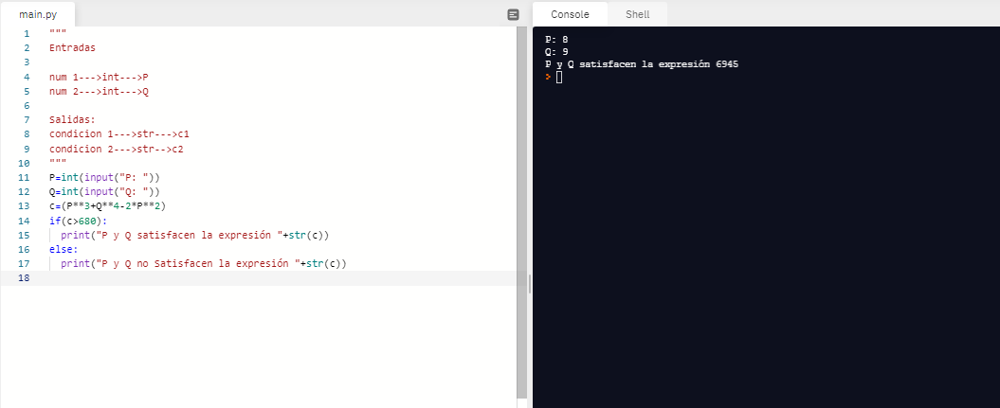 main.py
1 """
2 Entradas
3
4 num 1--->int--->P
5 num 2--->int--->Q
6
7 Salidas:
8 condicion 1--->str--->c1
9 condicion 2--->str-->c2
10 """
11 P=int(input("P: "))
12 Q=int(input("Q: "))
13 c=(P**3+Q**4-2*P**2)
14 if(c>680):
15 print("P y Q satisfacen la expresión "+str(c))
16 else:
17 print("P y Q no Satisfacen la expresión "+str(c))
18
Console Shell
P: 8
Q: 9
P y Q satisfacen la expresión 6945
>